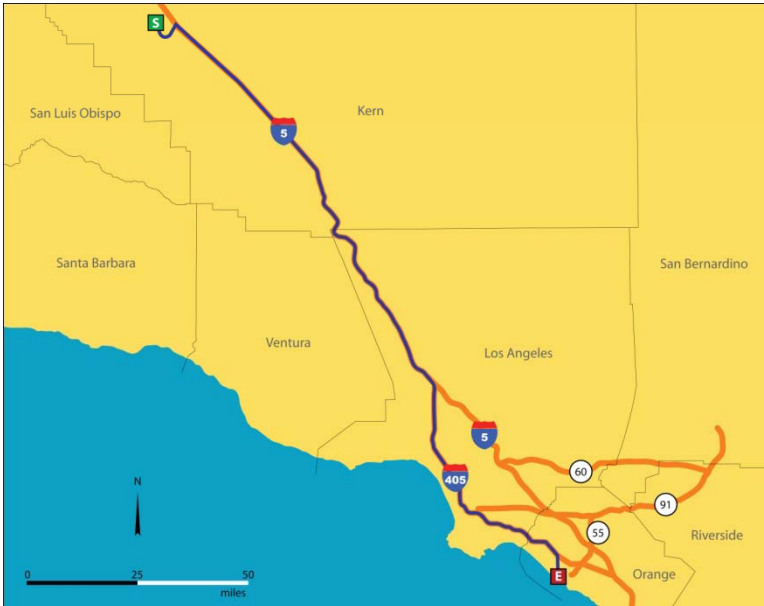 S
San Luis Obispo
Kern
5
Santa Barbara
San Bernardino
Ventura
Los Angeles
5
60
405
91
N
55
Riverside
E
Orange
0 25 50
miles